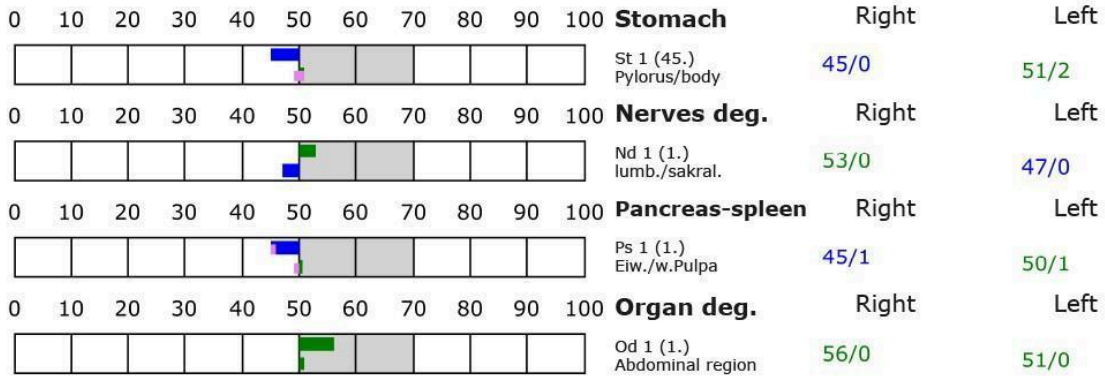 0 10 20 30 40 50 60 70 80 90 100 Stomach Right Left
St 1 (45.)
Pylorus/body
45/0 51/2
0 10 20 30 40 50 60 70 80 90 100 Nerves deg. Right Left
Nd 1 (1.)
lumb./sakral.
53/0 47/0
0 10 20 30 40 50 60 70 80 90 100 Pancreas-spleen Right Left
Ps 1 (1.)
Eiw./w.Pulpa
45/1 50/1
0 10 20 30 40 50 60 70 80 90 100 Organ deg. Right Left
Od 1 (1.)
Abdominal region
56/0 51/0